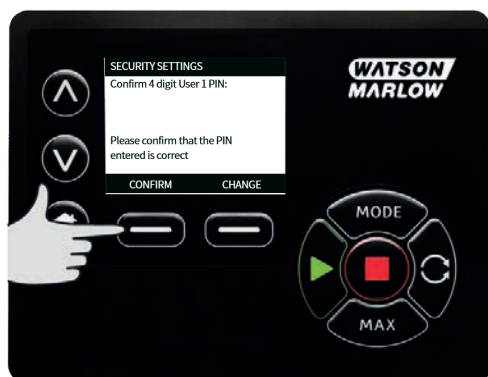 SECURITY SETTINGS
Confirm 4 digit User 1 PIN:
Please confirm that the PIN
entered is correct
CONFIRM CHANGE
WATSON
MARLOW
MODE
MAX